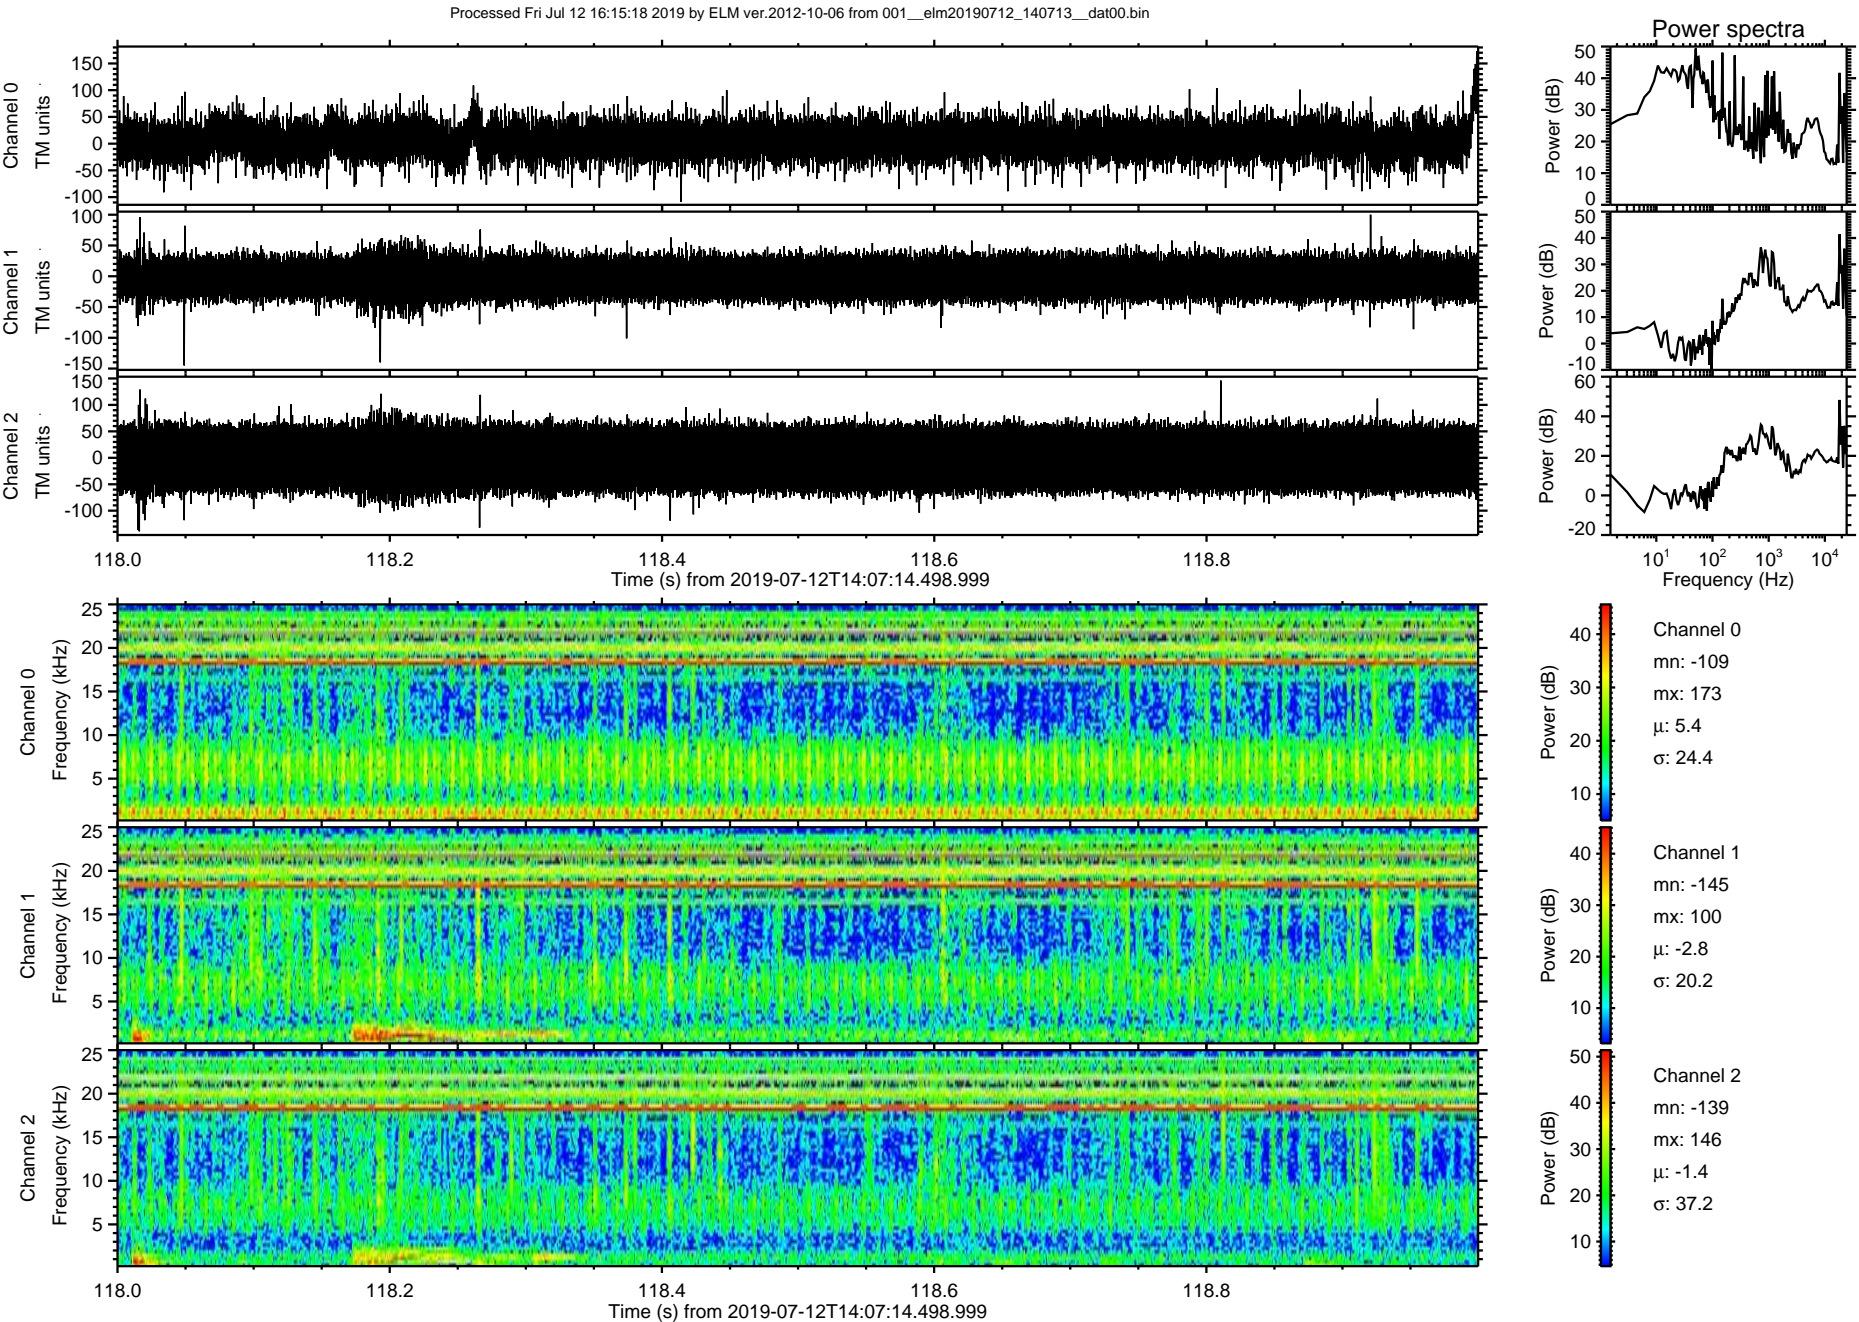 Processed Fri Jul 12 16:15:18 2019 by ELM ver.2012-10-06 from 001__elm20190712_140713__dat00.bin
Power spectra
Channel 0
TM units
150
100
50
0
-50
-100
Power (dB)
50
40
30
20
10
0
Channel 1
TM units
100
50
0
-50
-100
-150
Power (dB)
50
40
30
20
10
0
-10
Channel 2
TM units
150
100
50
0
-50
-100
Power (dB)
60
40
20
0
-20
118.0 118.2 118.4 118.6 118.8
Time (s) from 2019-07-12T14:07:14.498.999
10^1 10^2 10^3 10^4
Frequency (Hz)
Channel 0
Frequency (kHz)
25
20
15
10
5
Power (dB)
40
30
20
10
Channel 0
mn: -109
mx: 173
μ: 5.4
σ: 24.4
Channel 1
Frequency (kHz)
25
20
15
10
5
Power (dB)
40
30
20
10
Channel 1
mn: -145
mx: 100
μ: -2.8
σ: 20.2
Channel 2
Frequency (kHz)
25
20
15
10
5
Power (dB)
50
40
30
20
10
Channel 2
mn: -139
mx: 146
μ: -1.4
σ: 37.2
118.0 118.2 118.4 118.6 118.8
Time (s) from 2019-07-12T14:07:14.498.999